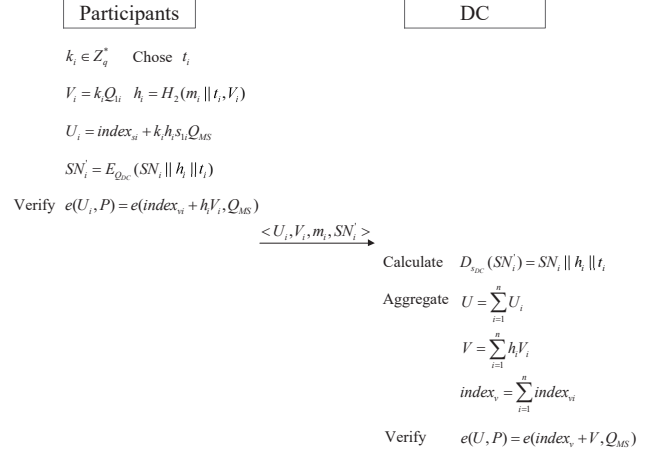 Participants
DC
k_i ∈ Z_q^* Chose t_i
V_i = k_i Q_{1i} h_i = H_2(m_i || t_i, V_i)
U_i = index_{si} + k_i h_i s_{1i} Q_{MS}
SN_i^' = E_{Q_{DC}}(SN_i || h_i || t_i)
Verify e(U_i, P) = e(index_{vi} + h_i V_i, Q_{MS})
< U_i, V_i, m_i, SN_i^' >
Calculate D_{s_{DC}}(SN_i^') = SN_i || h_i || t_i
Aggregate U = ∑_{i=1}^{n} U_i
V = ∑_{i=1}^{n} h_i V_i
index_v = ∑_{i=1}^{n} index_{vi}
Verify e(U, P) = e(index_v + V, Q_{MS})